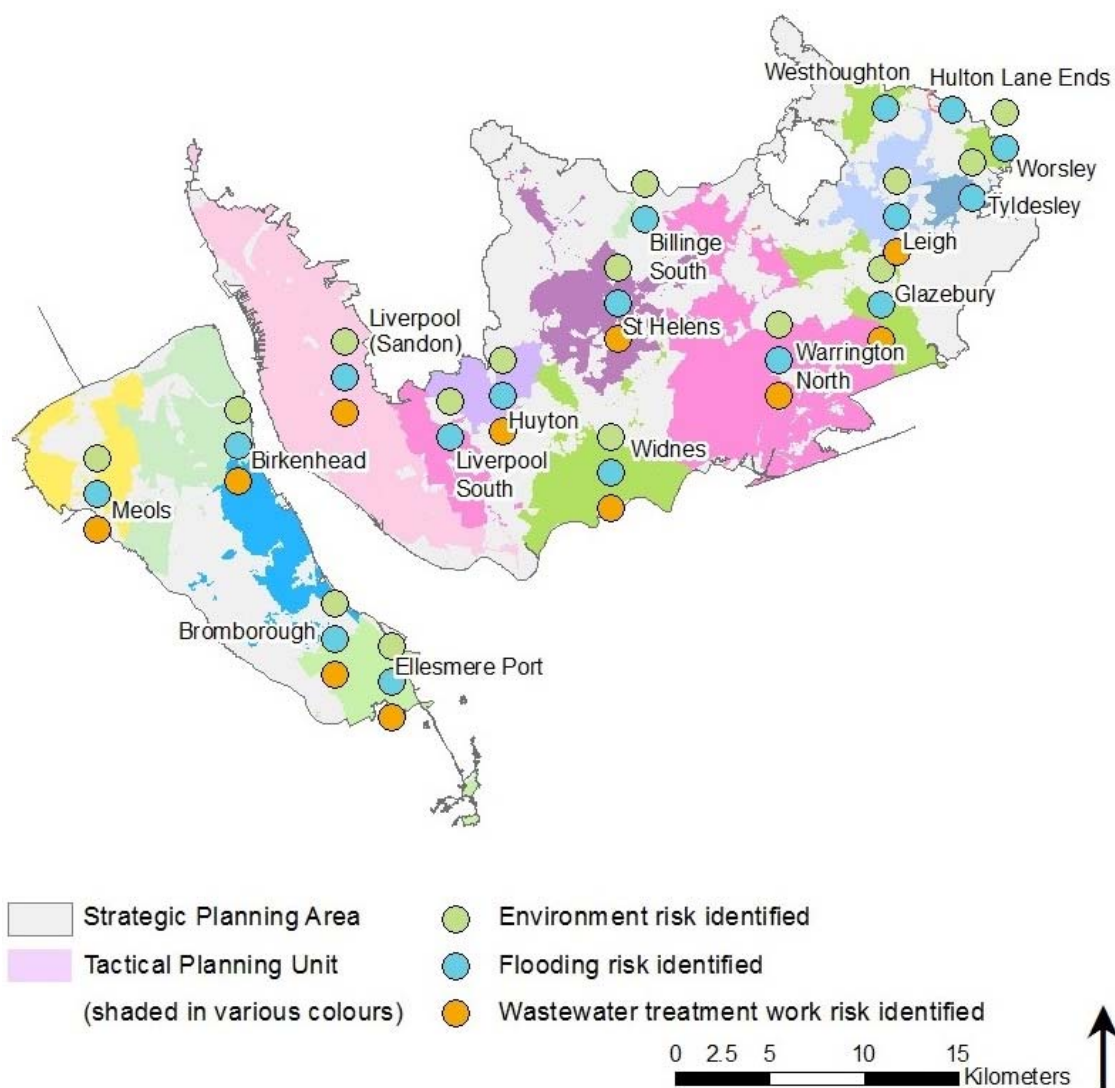 Westhoughton
Hulton Lane Ends
Worsley
Tyldesley
Billinge
South
Leigh
Glazebury
Liverpool
(Sandon)
St Helens
Warrington
North
Huyton
Widnes
Liverpool
South
Birkenhead
Meols
Bromborough
Ellesmere Port
Strategic Planning Area
Environment risk identified
Tactical Planning Unit
Flooding risk identified
(shaded in various colours)
Wastewater treatment work risk identified
0 2.5 5 10 15
Kilometers